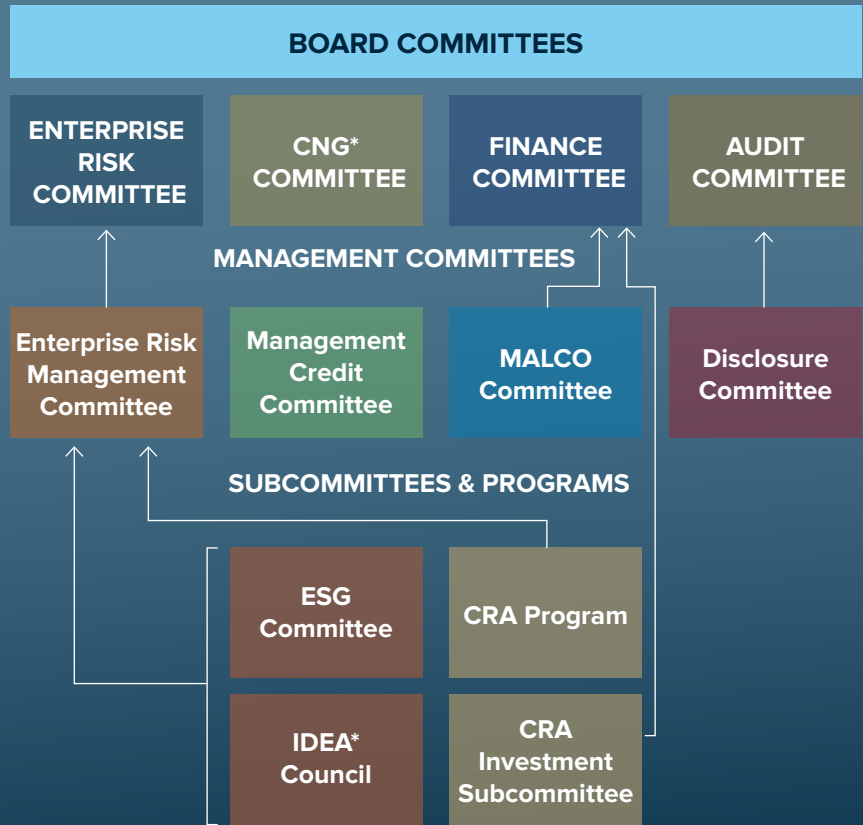 BOARD COMMITTEES
ENTERPRISE
RISK
COMMITTEE
CNG*
COMMITTEE
FINANCE
COMMITTEE
AUDIT
COMMITTEE
MANAGEMENT COMMITTEES
Enterprise Risk
Management
Committee
Management
Credit
Committee
MALCO
Committee
Disclosure
Committee
SUBCOMMITTEES & PROGRAMS
ESG
Committee
CRA Program
IDEA*
Council
CRA
Investment
Subcommittee